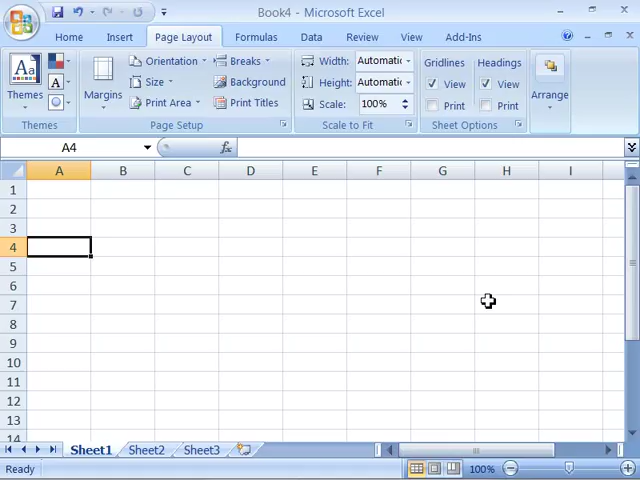 Book4 - Microsoft Excel
Home Insert Page Layout Formulas Data Review View Add-Ins
Aa
Themes
A
Themes
Margins
Orientation
Size
Print Area
Breaks
Background
Print Titles
Page Setup
Width: Automatic
Height: Automatic
Scale: 100%
Scale to Fit
Gridlines
View
Print
Headings
View
Print
Sheet Options
Arrange
A4 fx
A B C D E F G H I
1
2
3
4
5
6
7
8
9
10
11
12
13
14
Sheet1 Sheet2 Sheet3
Ready 100%